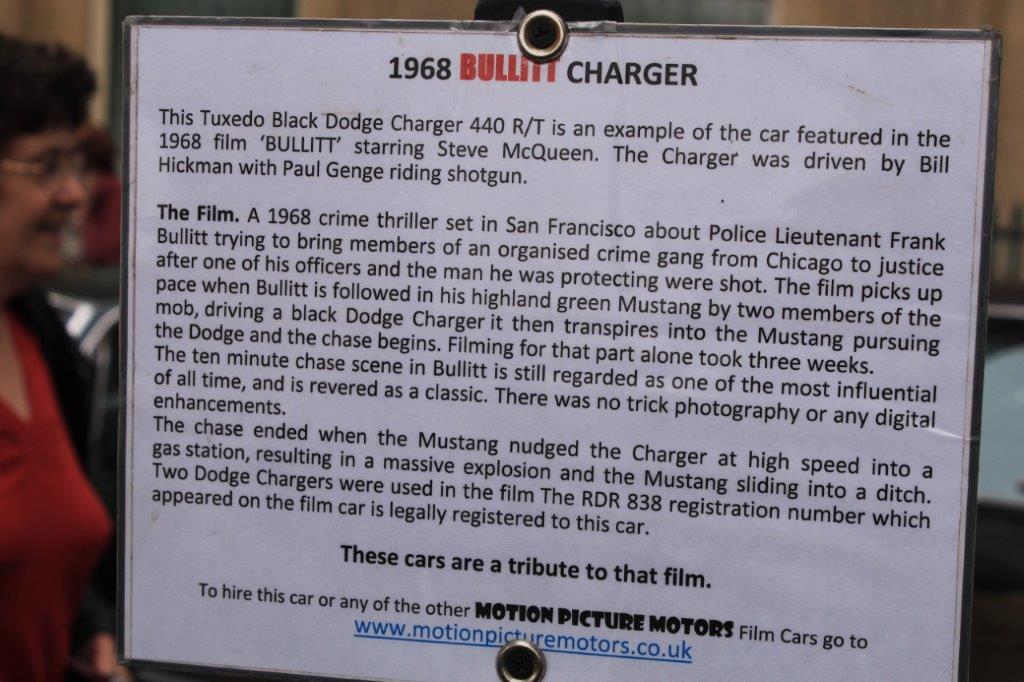 1968 BULLITT CHARGER
This Tuxedo Black Dodge Charger 440 R/T is an example of the car featured in the
1968 film ‘BULLITT’ starring Steve McQueen. The Charger was driven by Bill
Hickman with Paul Genge riding shotgun.
The Film. A 1968 crime thriller set in San Francisco about Police Lieutenant Frank
Bullitt trying to bring members of an organised crime gang from Chicago to justice
after one of his officers and the man he was protecting were shot. The film picks up
pace when Bullitt is followed in his highland green Mustang by two members of the
mob, driving a black Dodge Charger it then transpires into the Mustang pursuing
the Dodge and the chase begins. Filming for that part alone took three weeks.
The ten minute chase scene in Bullitt is still regarded as one of the most influential
of all time, and is revered as a classic. There was no trick photography or any digital
enhancements.
The chase ended when the Mustang nudged the Charger at high speed into a
gas station, resulting in a massive explosion and the Mustang sliding into a ditch.
Two Dodge Chargers were used in the film The RDR 838 registration number which
appeared on the film car is legally registered to this car.
These cars are a tribute to that film.
To hire this car or any of the other MOTION PICTURE MOTORS Film Cars go to
www.motionpicturemotors.co.uk